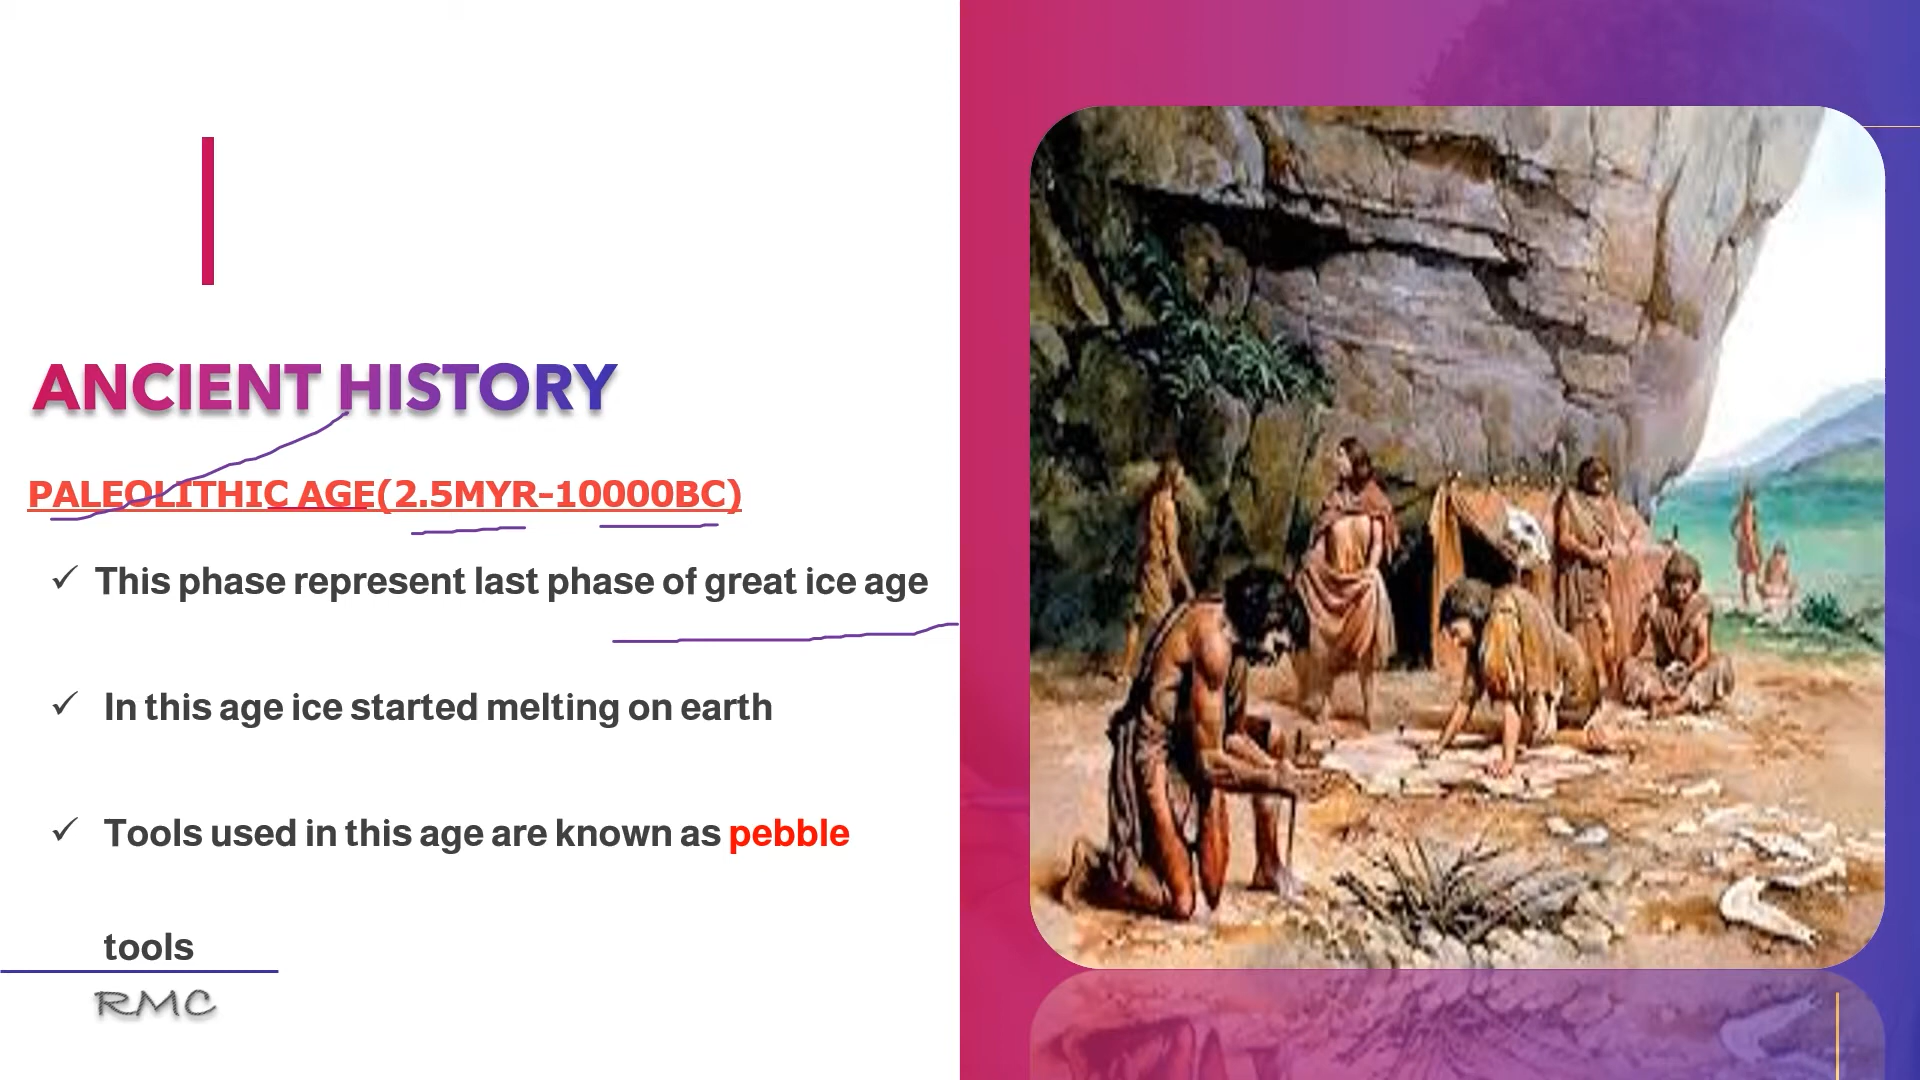 ANCIENT HISTORY
PALEOLITHIC AGE(2.5MYR-10000BC)
✓ This phase represent last phase of great ice age
✓ In this age ice started melting on earth
✓ Tools used in this age are known as pebble
tools
RMC